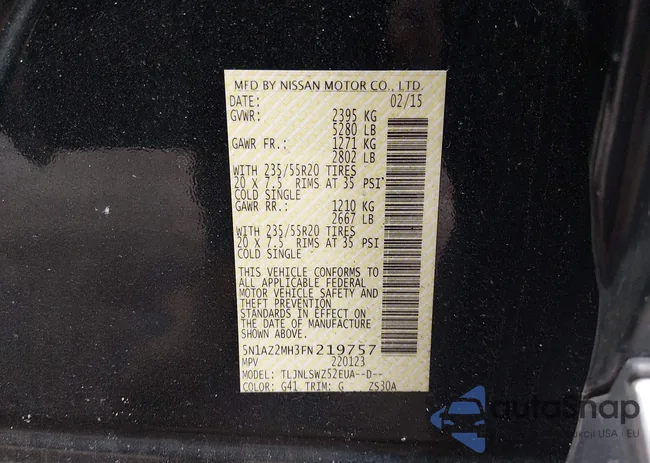 MFD BY NISSAN MOTOR CO., LTD.
DATE: 02/15
GVWR: 2395 KG
5280 LB
GAWR FR.: 1271 KG
2802 LB
WITH 235/55R20 TIRES
20 X 7.5 RIMS AT 35 PSI
COLD SINGLE
GAWR RR.: 1210 KG
2667 LB
WITH 235/55R20 TIRES
20 X 7.5 RIMS AT 35 PSI
COLD SINGLE
THIS VEHICLE CONFORMS TO
ALL APPLICABLE FEDERAL
MOTOR VEHICLE SAFETY AND
THEFT PREVENTION
STANDARDS IN EFFECT ON
THE DATE OF MANUFACTURE
SHOWN ABOVE.
5N1AZ2MH3FN219757
MPV 220123
MODEL: TLJNLSWZ52EUA--D--
COLOR: G41 TRIM: G ZS30A
autoSnap
USA - EU